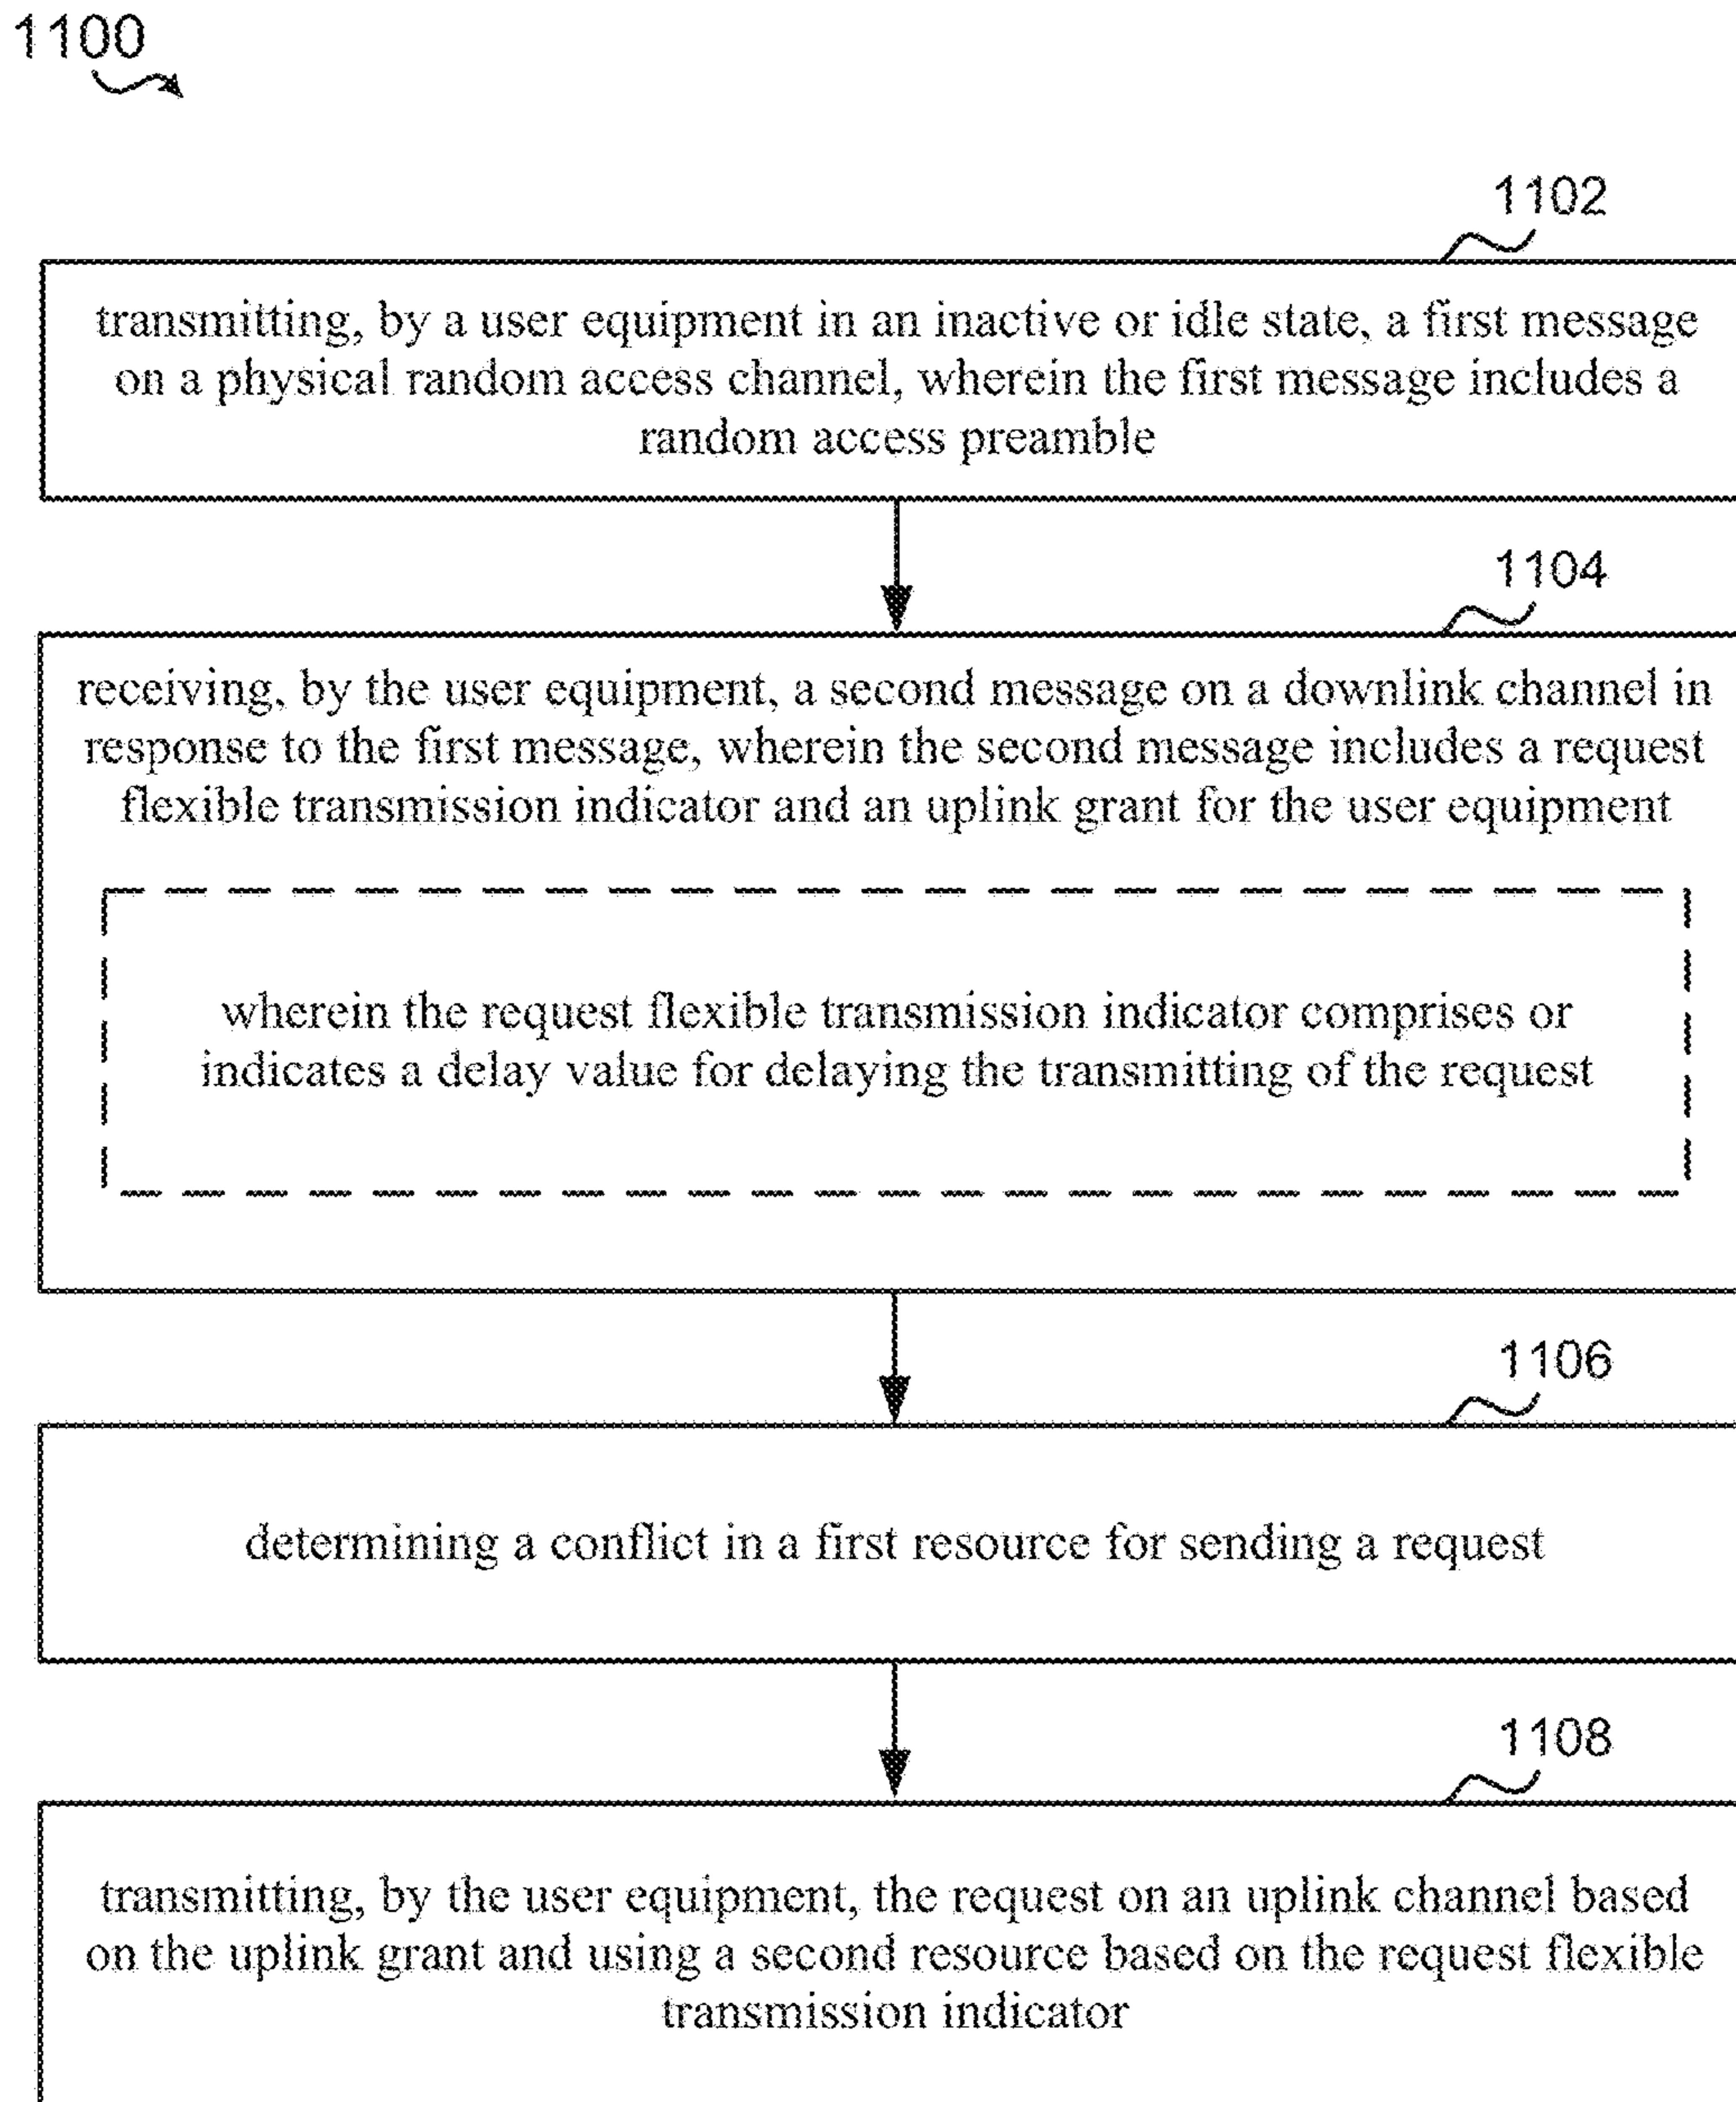 1100
1102
transmitting, by a user equipment in an inactive or idle state, a first message
on a physical random access channel, wherein the first message includes a
random access preamble
1104
receiving, by the user equipment, a second message on a downlink channel in
response to the first message, wherein the second message includes a request
flexible transmission indicator and an uplink grant for the user equipment
wherein the request flexible transmission indicator comprises or
indicates a delay value for delaying the transmitting of the request
1106
determining a conflict in a first resource for sending a request
1108
transmitting, by the user equipment, the request on an uplink channel based
on the uplink grant and using a second resource based on the request flexible
transmission indicator